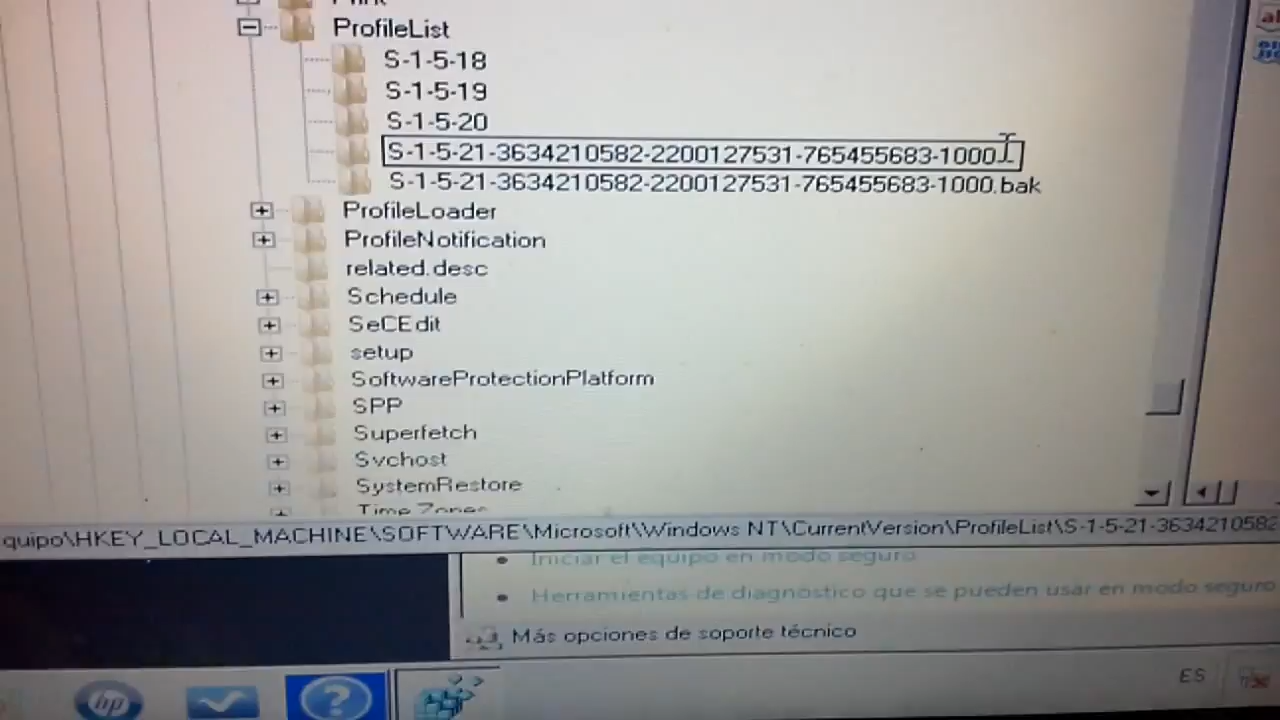 ProfileList
S-1-5-18
S-1-5-19
S-1-5-20
S-1-5-21-3634210582-2200127531-765455683-1000.
S-1-5-21-3634210582-2200127531-765455683-1000.bak
ProfileLoader
ProfileNotification
related.desc
Schedule
SeCEdit
setup
SoftwareProtectionPlatform
SPP
Superfetch
Svchost
SystemRestore
Time Zones
quipo\HKEY_LOCAL_MACHINE\SOFTWARE\Microsoft\Windows NT\CurrentVersion\ProfileList\S-1-5-21-3634210582
• Iniciar el equipo en modo seguro
• Herramientas de diagnóstico que se pueden usar en modo seguro
Más opciones de soporte técnico
hp
?
ES